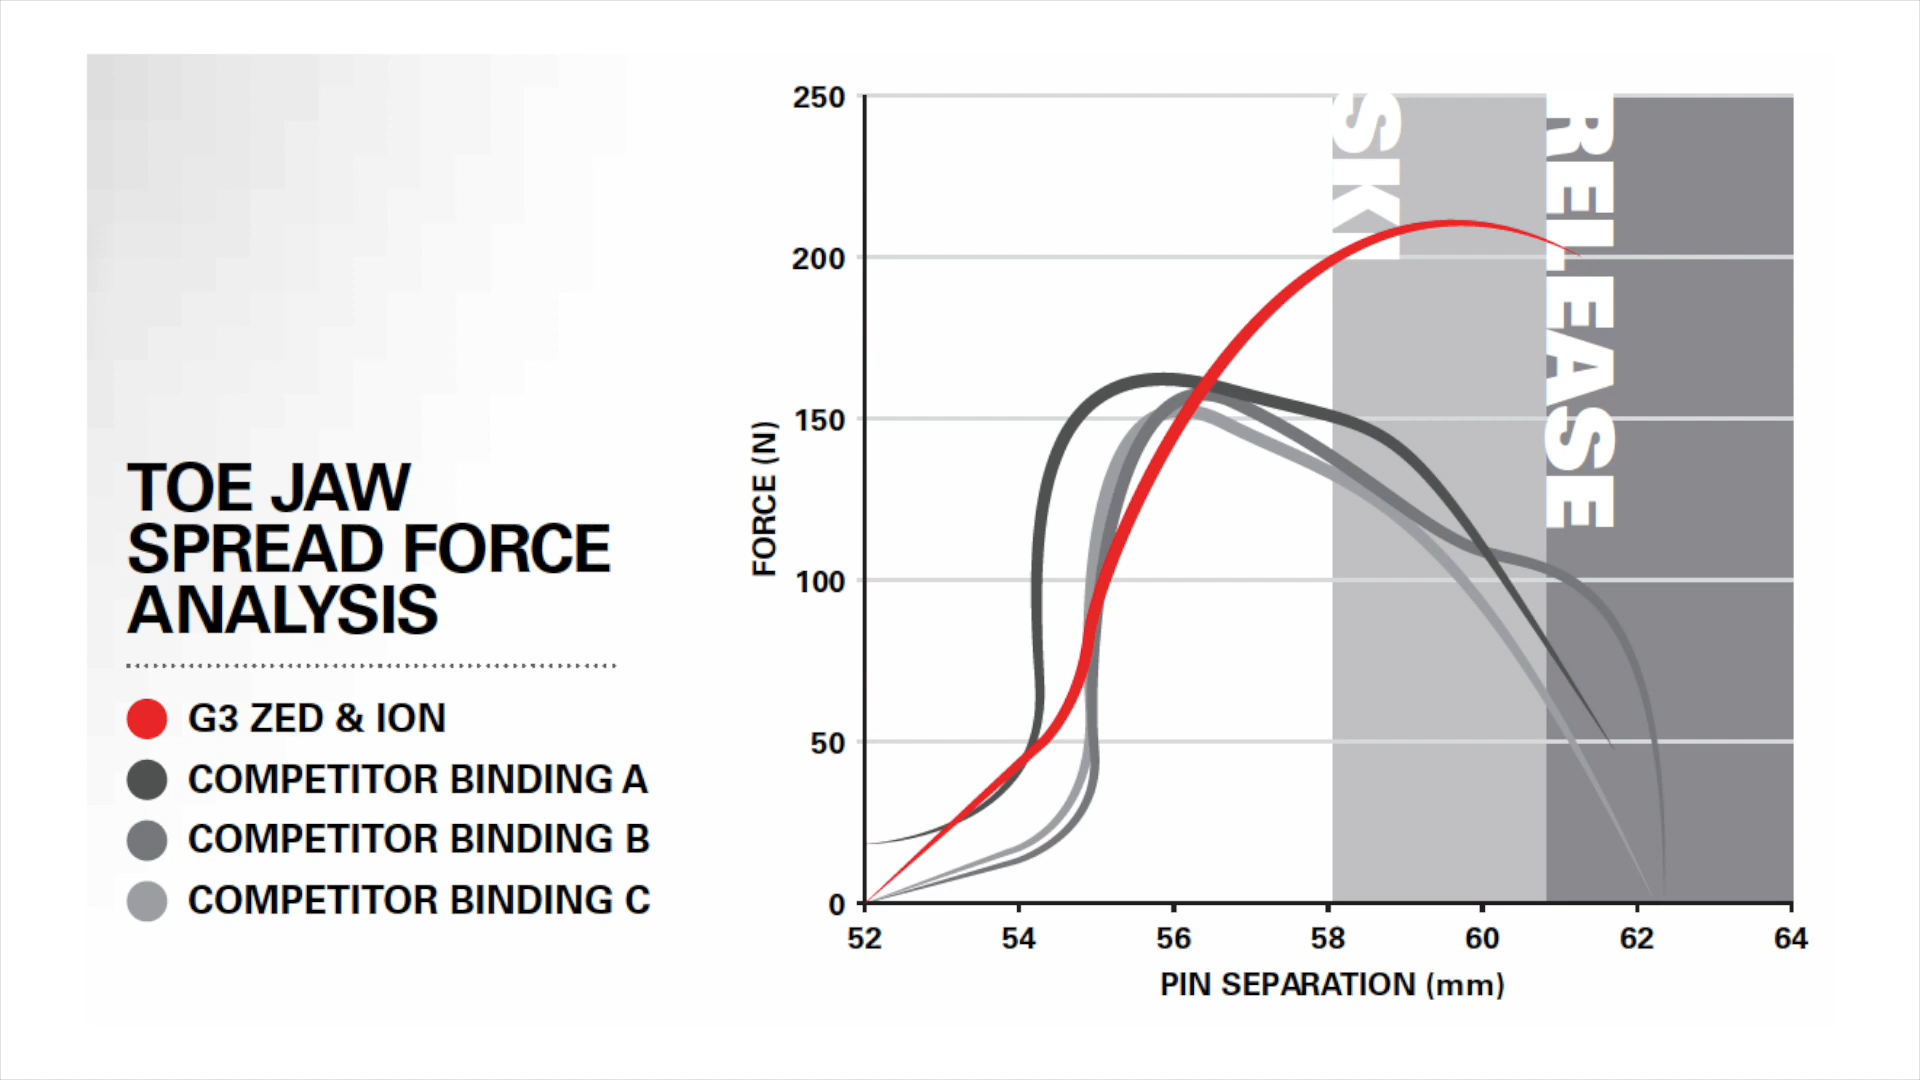 TOE JAW
SPREAD FORCE
ANALYSIS
G3 ZED & ION
COMPETITOR BINDING A
COMPETITOR BINDING B
COMPETITOR BINDING C
250
200
150
100
50
0
FORCE (N)
SKI
RELEASE
52 54 56 58 60 62 64
PIN SEPARATION (mm)